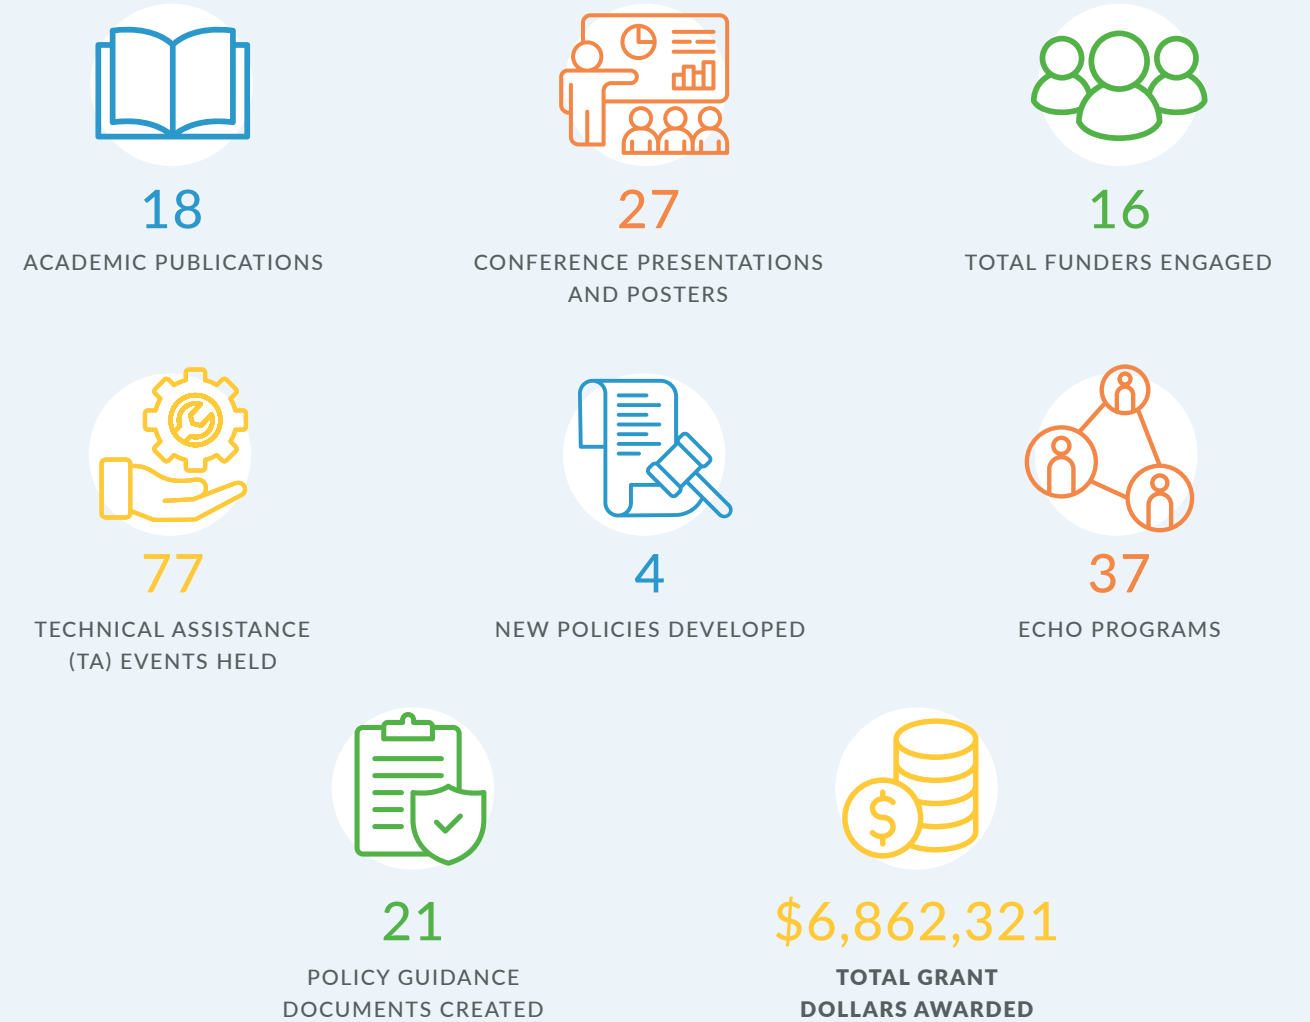 18
ACADEMIC PUBLICATIONS
27
CONFERENCE PRESENTATIONS
AND POSTERS
16
TOTAL FUNDERS ENGAGED
77
TECHNICAL ASSISTANCE
(TA) EVENTS HELD
4
NEW POLICIES DEVELOPED
37
ECHO PROGRAMS
21
POLICY GUIDANCE
DOCUMENTS CREATED
$6,862,321
TOTAL GRANT
DOLLARS AWARDED